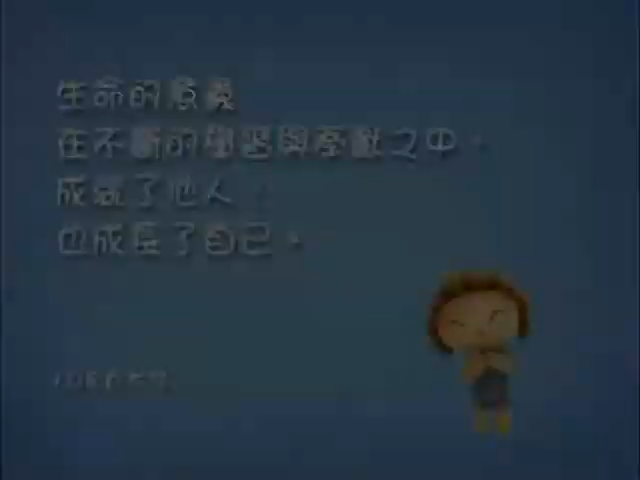 生命的意義
在不斷的學習與奉獻之中，
成就了他人，
也成長了自己。